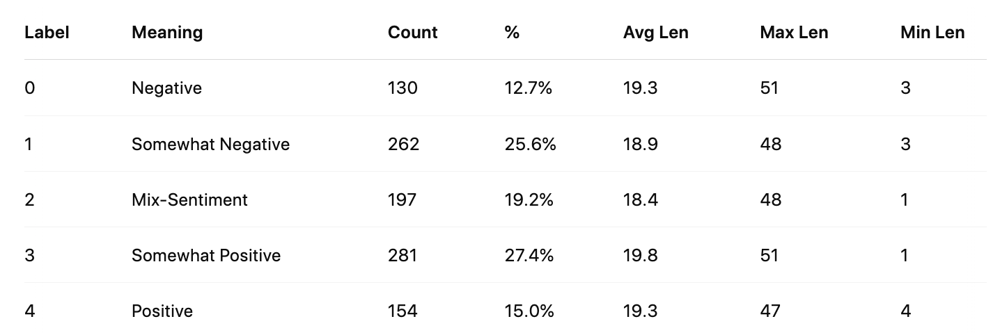 Label Meaning Count % Avg Len Max Len Min Len
0 Negative 130 12.7% 19.3 51 3
1 Somewhat Negative 262 25.6% 18.9 48 3
2 Mix-Sentiment 197 19.2% 18.4 48 1
3 Somewhat Positive 281 27.4% 19.8 51 1
4 Positive 154 15.0% 19.3 47 4